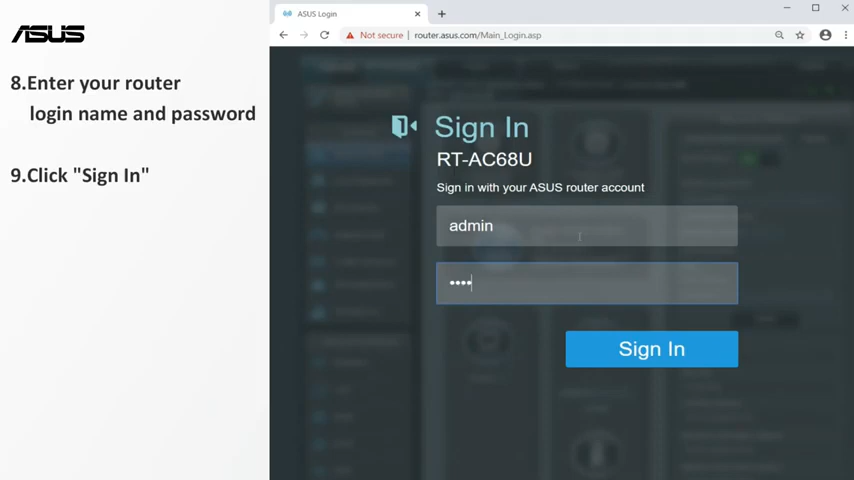 ASUS
8.Enter your router
login name and password
9.Click "Sign In"
ASUS Login
Not secure
router.asus.com/Main_Login.asp
Sign In
RT-AC68U
Sign in with your ASUS router account
admin
••••
Sign In